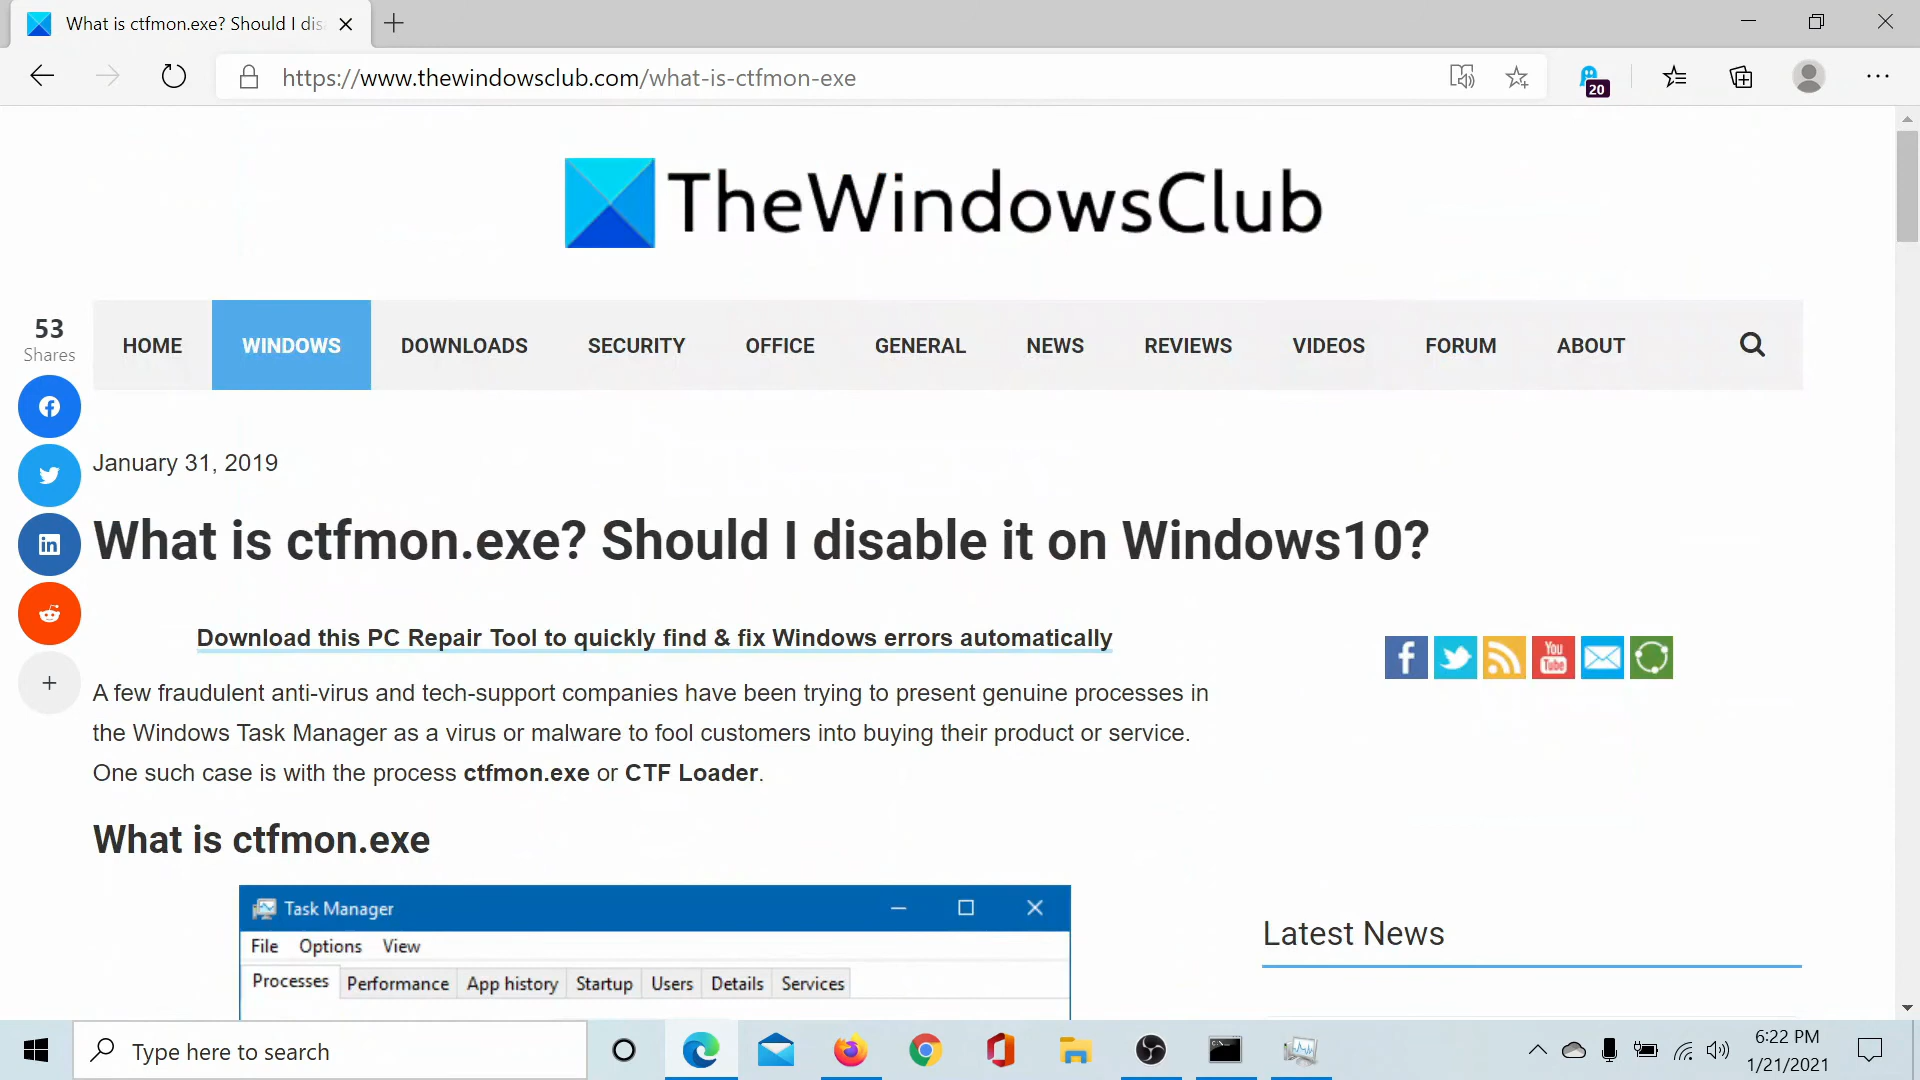 What is ctfmon.exe? Should I dis
https://www.thewindowsclub.com/what-is-ctfmon-exe
20
TheWindowsClub
53
Shares
HOME WINDOWS DOWNLOADS SECURITY OFFICE GENERAL NEWS REVIEWS VIDEOS FORUM ABOUT
January 31, 2019
What is ctfmon.exe? Should I disable it on Windows10?
Download this PC Repair Tool to quickly find & fix Windows errors automatically
You
Tube
A few fraudulent anti-virus and tech-support companies have been trying to present genuine processes in
the Windows Task Manager as a virus or malware to fool customers into buying their product or service.
One such case is with the process ctfmon.exe or CTF Loader.
What is ctfmon.exe
Task Manager
File Options View
Processes Performance App history Startup Users Details Services
Latest News
Type here to search
6:22 PM
1/21/2021